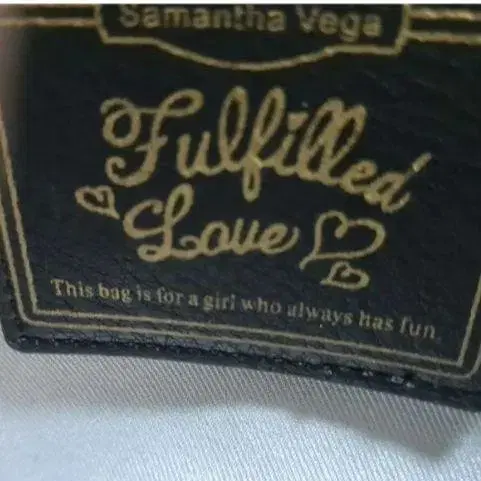 Samantha Vega
Fulfilled
Love
This bag is for a girl who always has fun.